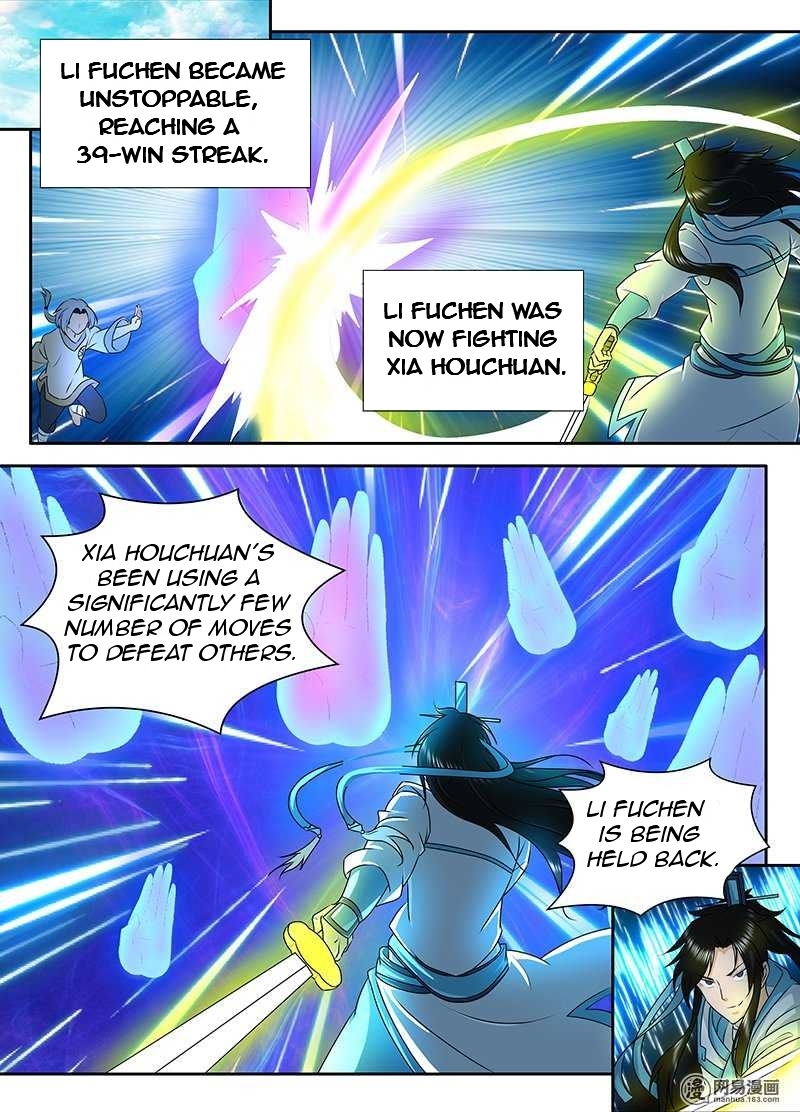 LI FUCHEN BECAME
UNSTOPPABLE,
REACHING A
39-WIN STREAK.
LI FUCHEN WAS
NOW FIGHTING
XIA HOUCHUAN.
XIA HOUCHUAN'S
BEEN USING A
SIGNIFICANTLY FEW
NUMBER OF MOVES
TO DEFEAT OTHERS.
LI FUCHEN
IS BEING
HELD BACK.
漫 网易漫画
manhua.163.com